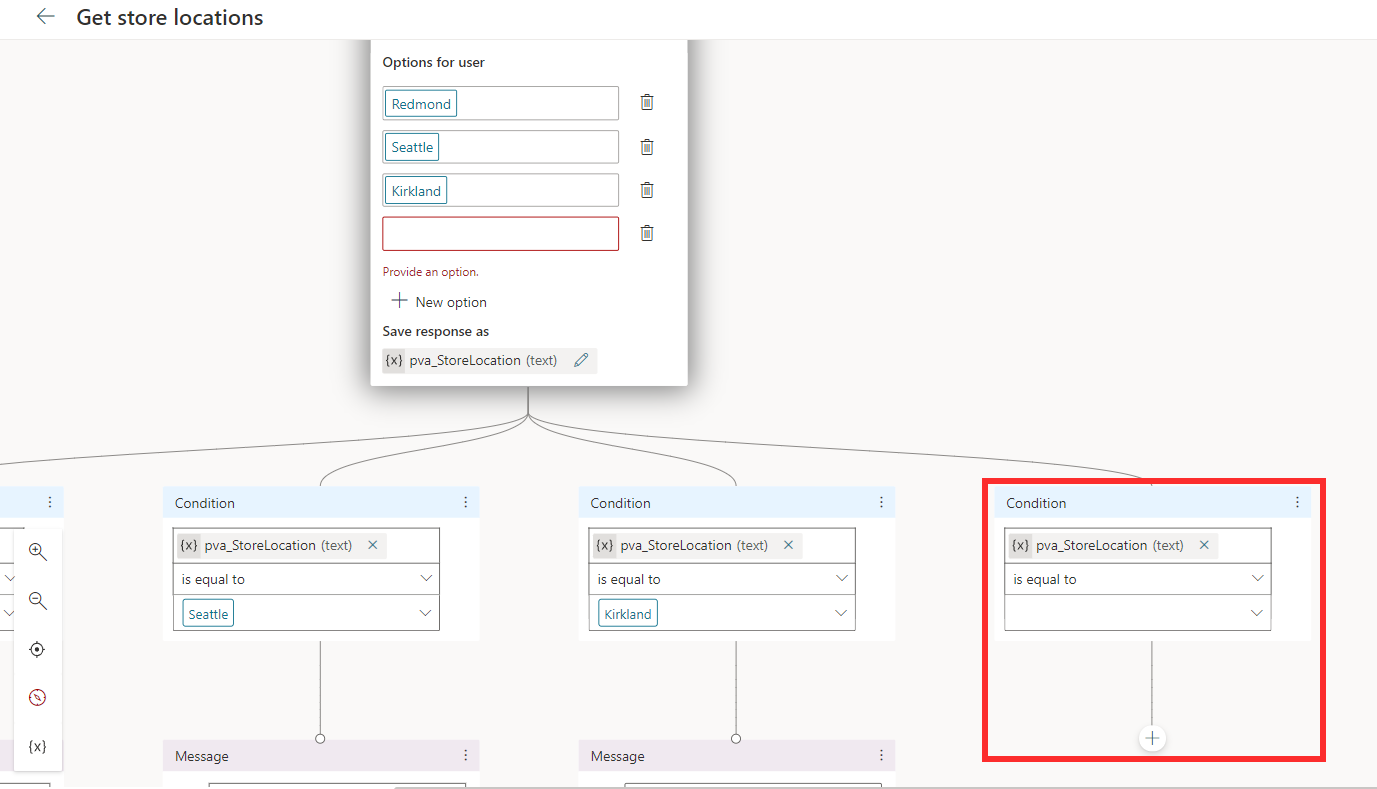 Get store locations
Options for user
Redmond
Seattle
Kirkland
Provide an option.
New option
Save response as
{x} pva_StoreLocation (text)
Condition
{x} pva_StoreLocation (text)
is equal to
Seattle
Condition
{x} pva_StoreLocation (text)
is equal to
Kirkland
Condition
{x} pva_StoreLocation (text)
is equal to
{x}
Message
Message